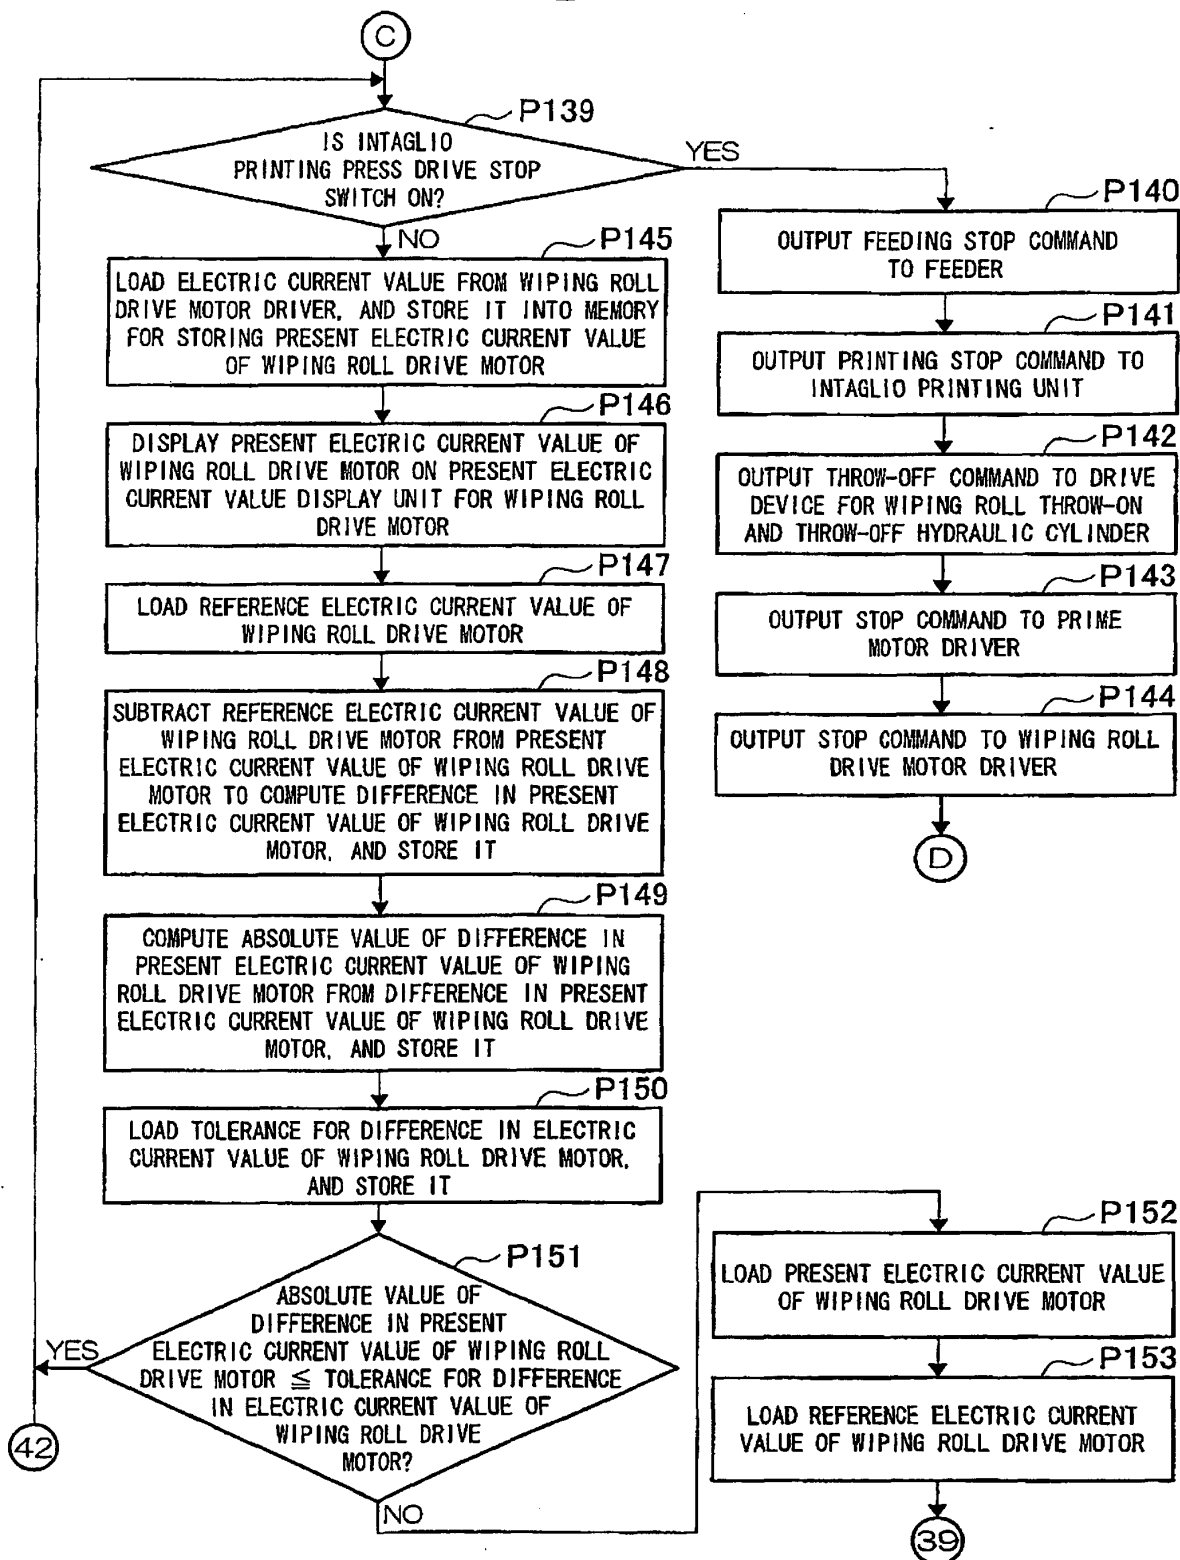 C
P139
IS INTAGLIO
PRINTING PRESS DRIVE STOP
SWITCH ON?
YES
NO
P140
OUTPUT FEEDING STOP COMMAND
TO FEEDER
P141
OUTPUT PRINTING STOP COMMAND TO
INTAGLIO PRINTING UNIT
P142
OUTPUT THROW-OFF COMMAND TO DRIVE
DEVICE FOR WIPING ROLL THROW-ON
AND THROW-OFF HYDRAULIC CYLINDER
P143
OUTPUT STOP COMMAND TO PRIME
MOTOR DRIVER
P144
OUTPUT STOP COMMAND TO WIPING ROLL
DRIVE MOTOR DRIVER
D
P145
LOAD ELECTRIC CURRENT VALUE FROM WIPING ROLL
DRIVE MOTOR DRIVER, AND STORE IT INTO MEMORY
FOR STORING PRESENT ELECTRIC CURRENT VALUE
OF WIPING ROLL DRIVE MOTOR
P146
DISPLAY PRESENT ELECTRIC CURRENT VALUE OF
WIPING ROLL DRIVE MOTOR ON PRESENT ELECTRIC
CURRENT VALUE DISPLAY UNIT FOR WIPING ROLL
DRIVE MOTOR
P147
LOAD REFERENCE ELECTRIC CURRENT VALUE OF
WIPING ROLL DRIVE MOTOR
P148
SUBTRACT REFERENCE ELECTRIC CURRENT VALUE OF
WIPING ROLL DRIVE MOTOR FROM PRESENT
ELECTRIC CURRENT VALUE OF WIPING ROLL DRIVE
MOTOR TO COMPUTE DIFFERENCE IN PRESENT
ELECTRIC CURRENT VALUE OF WIPING ROLL DRIVE
MOTOR, AND STORE IT
P149
COMPUTE ABSOLUTE VALUE OF DIFFERENCE IN
PRESENT ELECTRIC CURRENT VALUE OF WIPING
ROLL DRIVE MOTOR FROM DIFFERENCE IN PRESENT
ELECTRIC CURRENT VALUE OF WIPING ROLL DRIVE
MOTOR, AND STORE IT
P150
LOAD TOLERANCE FOR DIFFERENCE IN ELECTRIC
CURRENT VALUE OF WIPING ROLL DRIVE MOTOR,
AND STORE IT
P151
ABSOLUTE VALUE OF
DIFFERENCE IN PRESENT
ELECTRIC CURRENT VALUE OF WIPING ROLL
DRIVE MOTOR ≦ TOLERANCE FOR DIFFERENCE
IN ELECTRIC CURRENT VALUE OF
WIPING ROLL DRIVE
MOTOR?
YES
42
NO
P152
LOAD PRESENT ELECTRIC CURRENT VALUE
OF WIPING ROLL DRIVE MOTOR
P153
LOAD REFERENCE ELECTRIC CURRENT
VALUE OF WIPING ROLL DRIVE MOTOR
39